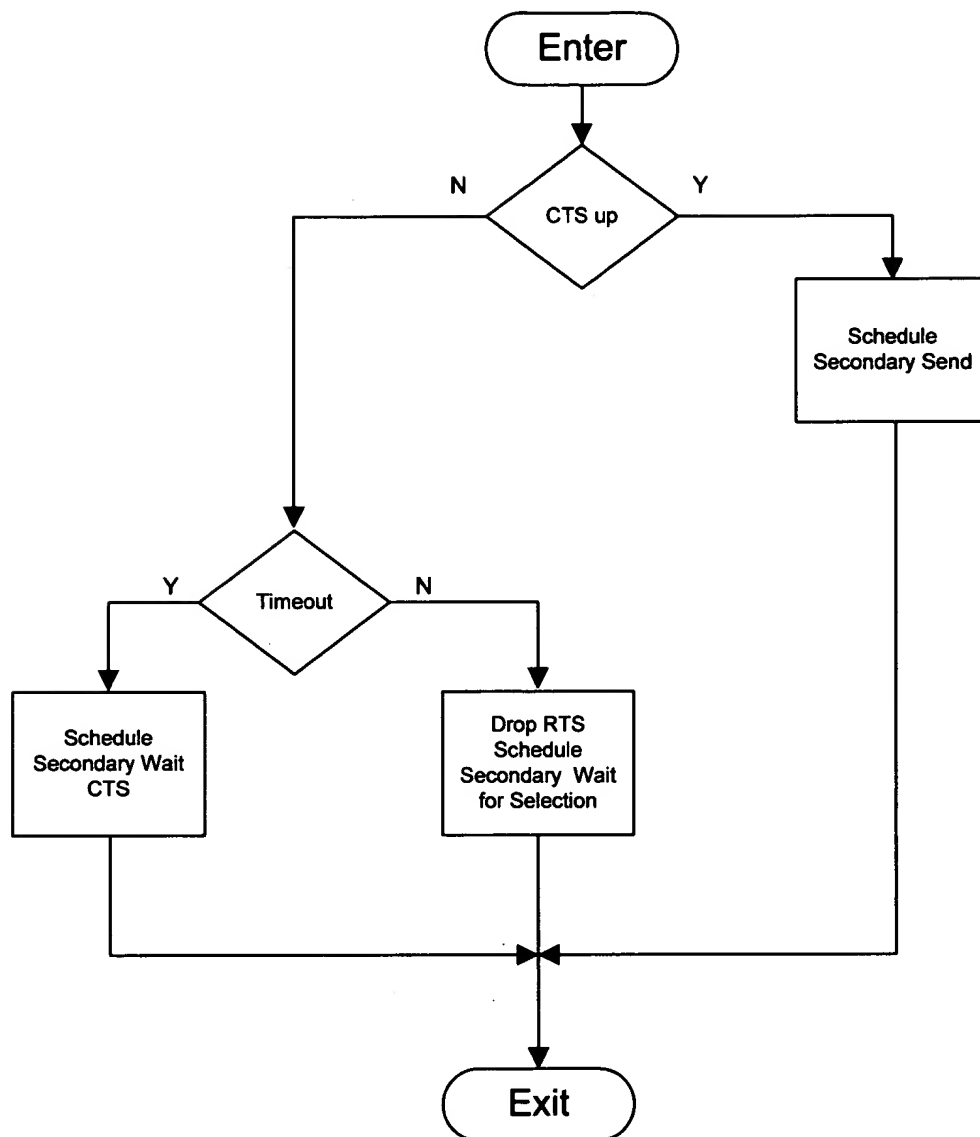 Enter
N
Y
CTS up
Schedule
Secondary Send
Y
N
Timeout
Schedule
Secondary Wait
CTS
Drop RTS
Schedule
Secondary Wait
for Selection
Exit